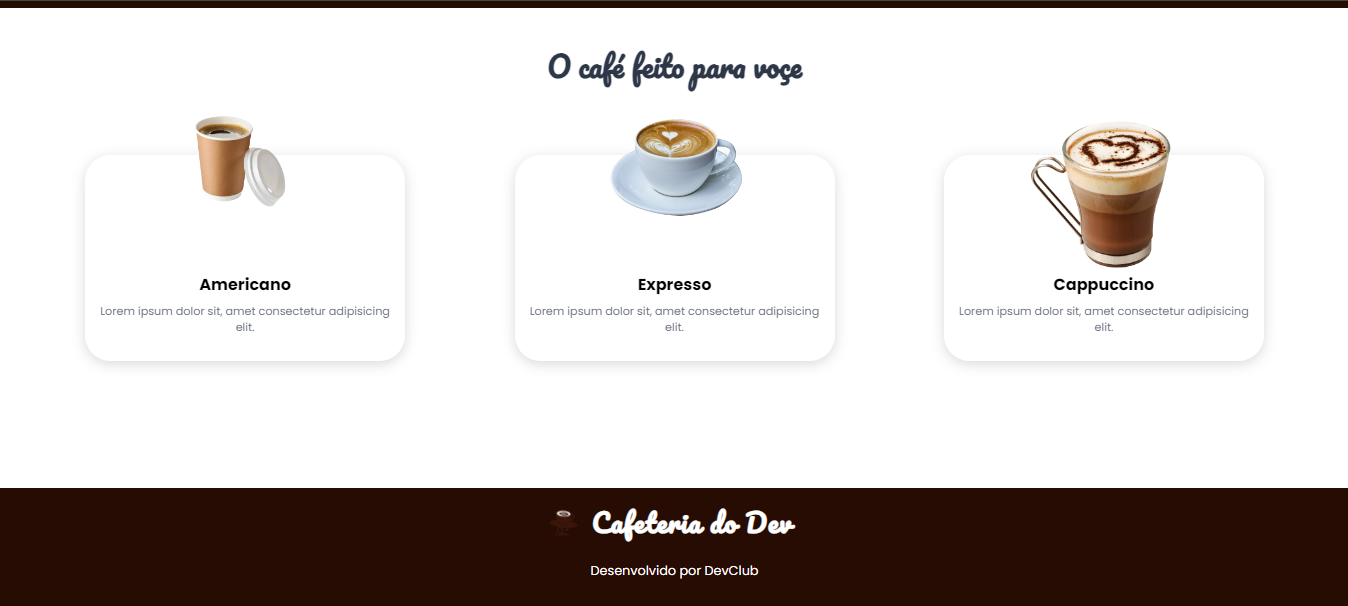 O café feito para voçe
Americano
Lorem ipsum dolor sit, amet consectetur adipisicing
elit.
Expresso
Lorem ipsum dolor sit, amet consectetur adipisicing
elit.
Cappuccino
Lorem ipsum dolor sit, amet consectetur adipisicing
elit.
Cafeteria do Dev
Desenvolvido por DevClub